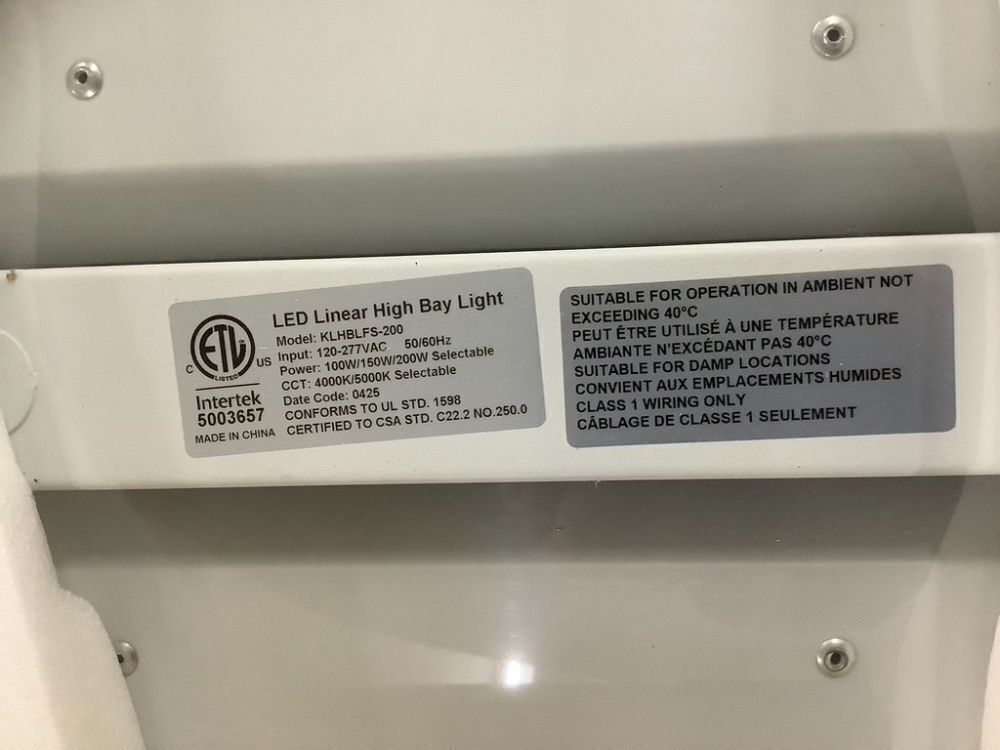 LED Linear High Bay Light
Model: KLHBLFS-200
Input: 120-277VAC 50/60Hz
Power: 100W/150W/200W Selectable
CCT: 4000K/5000K Selectable
Date Code: 0425
CONFORMS TO UL STD. 1598
CERTIFIED TO CSA STD. C22.2 NO.250.0
ETL
LISTED
C US
Intertek
5003657
MADE IN CHINA
SUITABLE FOR OPERATION IN AMBIENT NOT
EXCEEDING 40°C
PEUT ÊTRE UTILISÉ À UNE TEMPÉRATURE
AMBIANTE N'EXCÉDANT PAS 40°C
SUITABLE FOR DAMP LOCATIONS
CONVIENT AUX EMPLACEMENTS HUMIDES
CLASS 1 WIRING ONLY
CÂBLAGE DE CLASSE 1 SEULEMENT